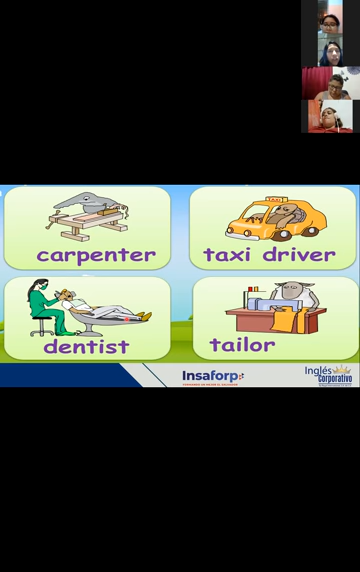 carpenter
taxi driver
dentist
tailor
Insaforp
Inglés
Corporativo